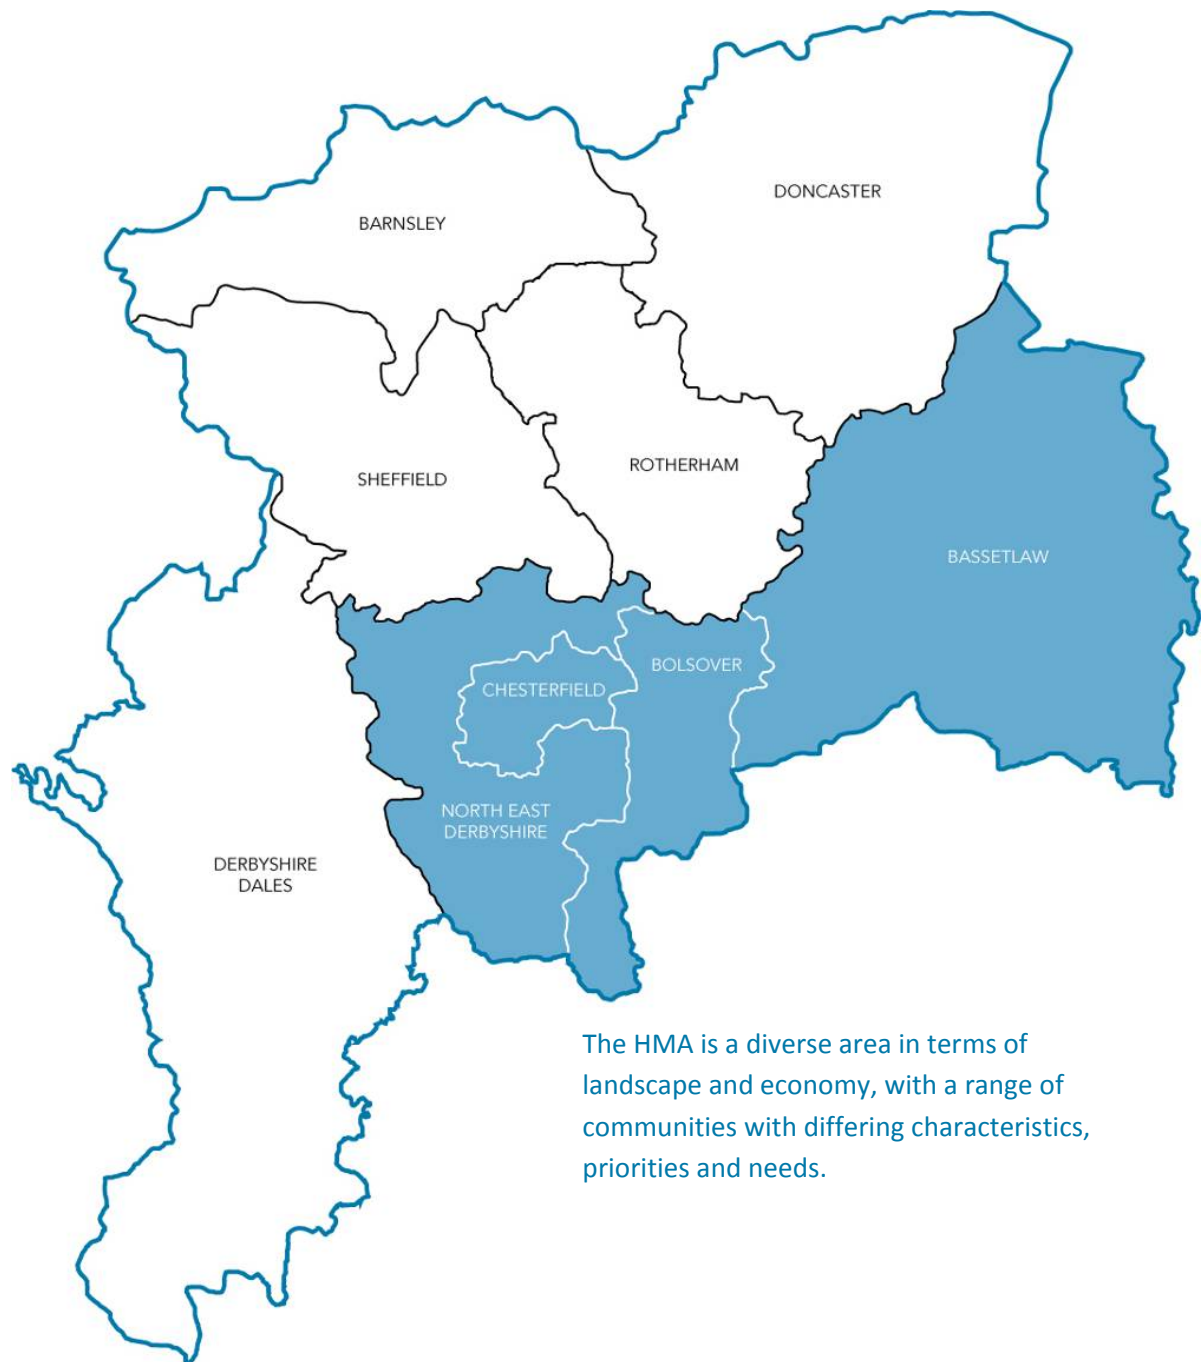 DONCASTER
BARNSLEY
ROTHERHAM
SHEFFIELD
BASSETLAW
BOLSOVER
CHESTERFIELD
NORTH EAST
DERBYSHIRE
DERBYSHIRE
DALES
The HMA is a diverse area in terms of
landscape and economy, with a range of
communities with differing characteristics,
priorities and needs.